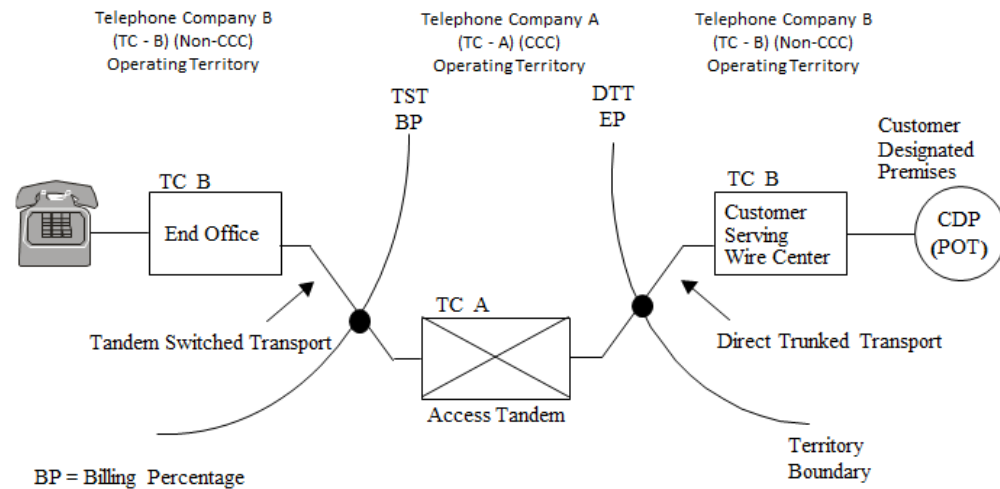 Telephone Company B
(TC - B) (Non-CCC)
Operating Territory
Telephone Company A
(TC - A) (CCC)
Operating Territory
Telephone Company B
(TC - B) (Non-CCC)
Operating Territory
TST
BP
DTT
EP
Customer
Designated
Premises
TC B
End Office
TC B
Customer
Serving
Wire Center
CDP
(POT)
TC A
Tandem Switched Transport
Direct Trunked Transport
Access Tandem
Territory
Boundary
BP = Billing Percentage